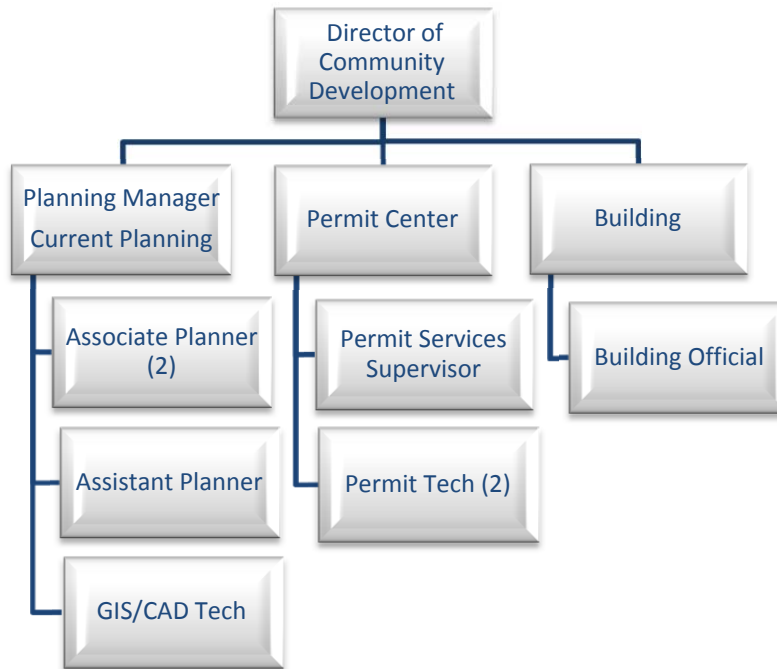 Director of
Community
Development
Planning Manager
Current Planning
Permit Center
Building
Associate Planner
(2)
Permit Services
Supervisor
Building Official
Assistant Planner
Permit Tech (2)
GIS/CAD Tech